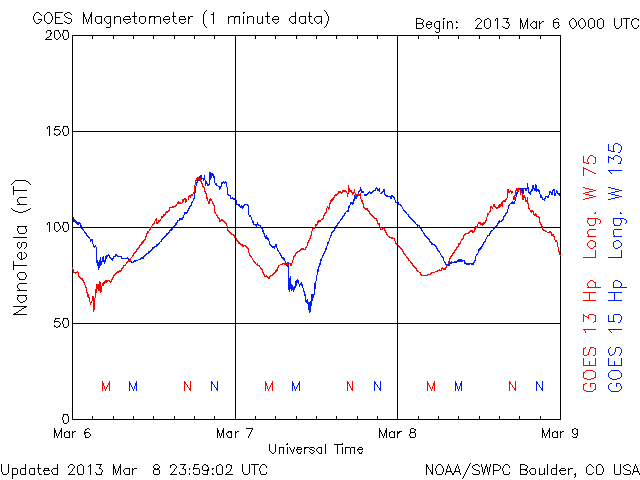 GOES Magnetometer (1 minute data)
Begin: 2013 Mar 6 0000 UTC
200
150
100
50
0
NanoTesla (nT)
M M N N M M N N M M N N
Mar 6 Mar 7 Mar 8 Mar 9
Universal Time
GOES 13 Hp Long. W 75
GOES 15 Hp Long. W 135
Updated 2013 Mar 8 23:59:02 UTC
NOAA/SWPC Boulder, CO USA